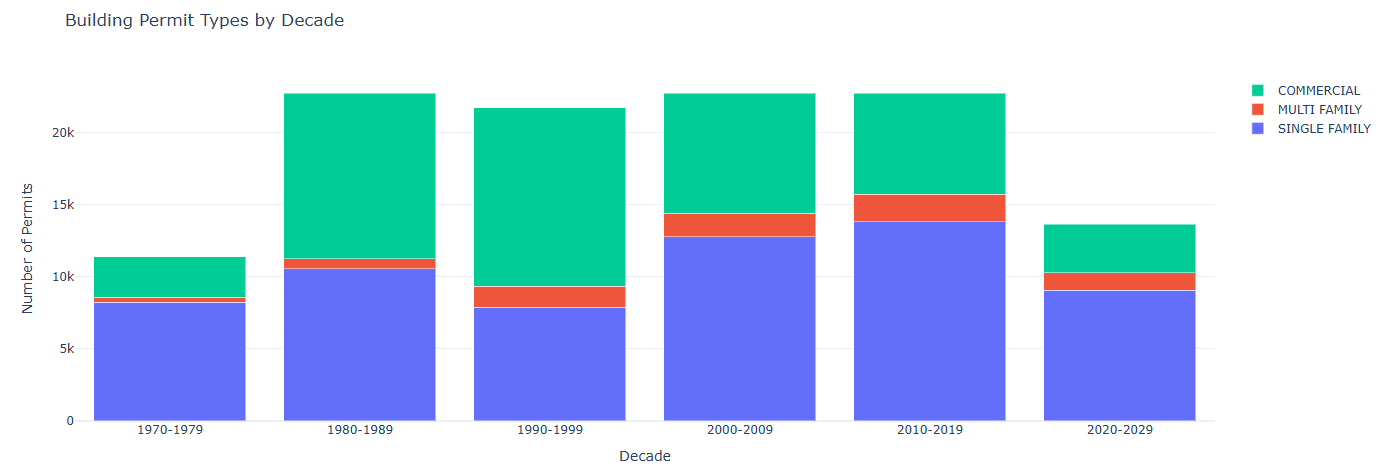 Building Permit Types by Decade
COMMERCIAL
MULTI FAMILY
SINGLE FAMILY
Number of Permits
20k
15k
10k
5k
0
1970-1979
1980-1989
1990-1999
2000-2009
2010-2019
2020-2029
Decade